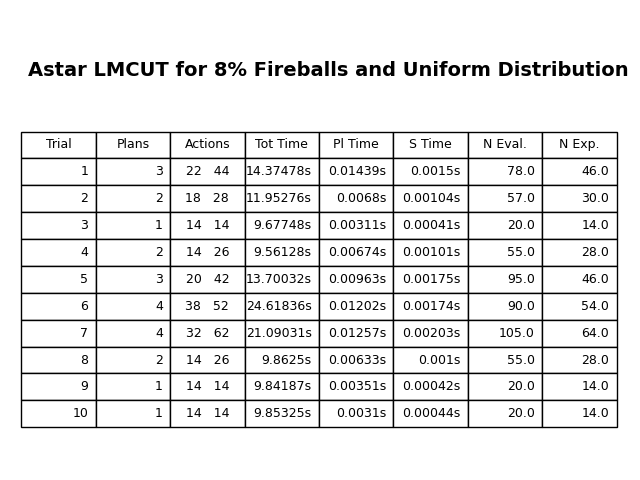 Astar LMCUT for 8% Fireballs and Uniform Distribution
Trial Plans Actions Tot Time Pl Time S Time N Eval. N Exp.
1 3 22 44 14.37478s 0.01439s 0.0015s 78.0 46.0
2 2 18 28 11.95276s 0.0068s 0.00104s 57.0 30.0
3 1 14 14 9.67748s 0.00311s 0.00041s 20.0 14.0
4 2 14 26 9.56128s 0.00674s 0.00101s 55.0 28.0
5 3 20 42 13.70032s 0.00963s 0.00175s 95.0 46.0
6 4 38 52 24.61836s 0.01202s 0.00174s 90.0 54.0
7 4 32 62 21.09031s 0.01257s 0.00203s 105.0 64.0
8 2 14 26 9.8625s 0.00633s 0.001s 55.0 28.0
9 1 14 14 9.84187s 0.00351s 0.00042s 20.0 14.0
10 1 14 14 9.85325s 0.0031s 0.00044s 20.0 14.0